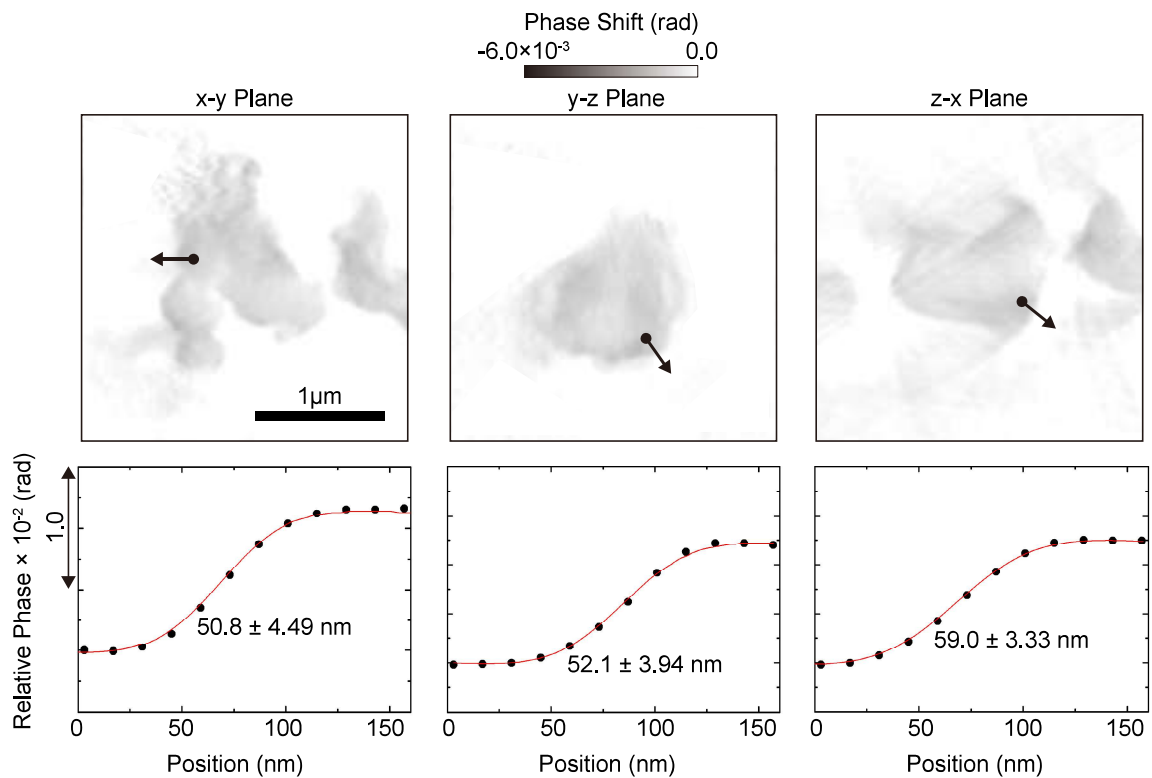 Phase Shift (rad)
-6.0×10⁻³ 0.0
x-y Plane y-z Plane z-x Plane
1μm
Relative Phase × 10⁻² (rad)
1.0
50.8 ± 4.49 nm
52.1 ± 3.94 nm
59.0 ± 3.33 nm
0 50 100 150 0 50 100 150 0 50 100 150
Position (nm) Position (nm) Position (nm)